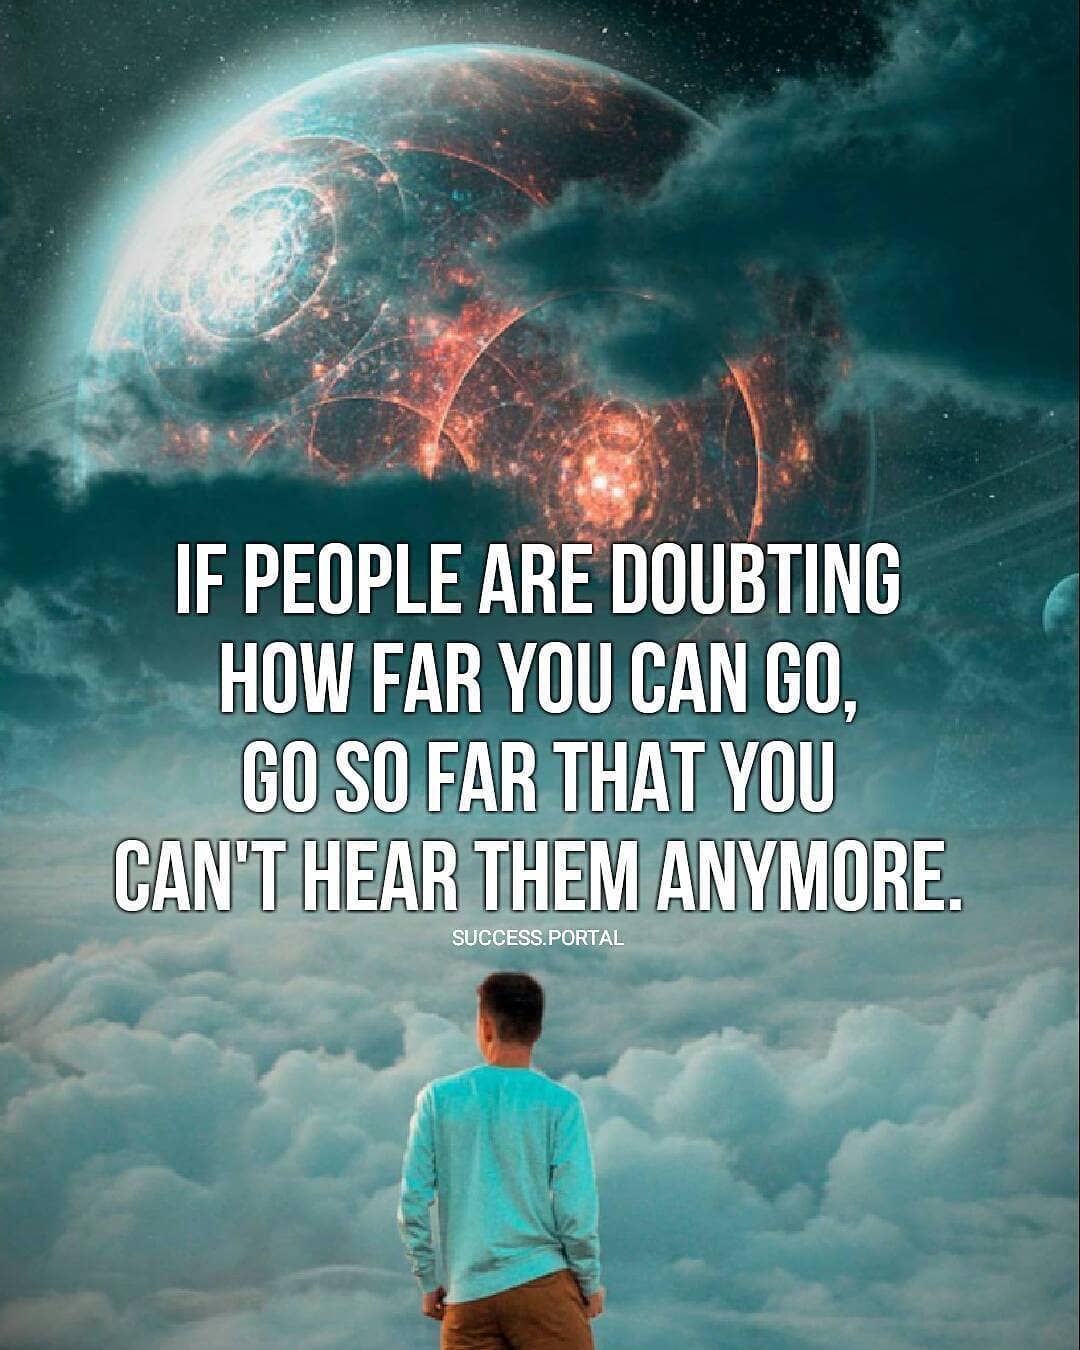 IF PEOPLE ARE DOUBTING
HOW FAR YOU CAN GO,
GO SO FAR THAT YOU
CAN'T HEAR THEM ANYMORE.
SUCCESS.PORTAL